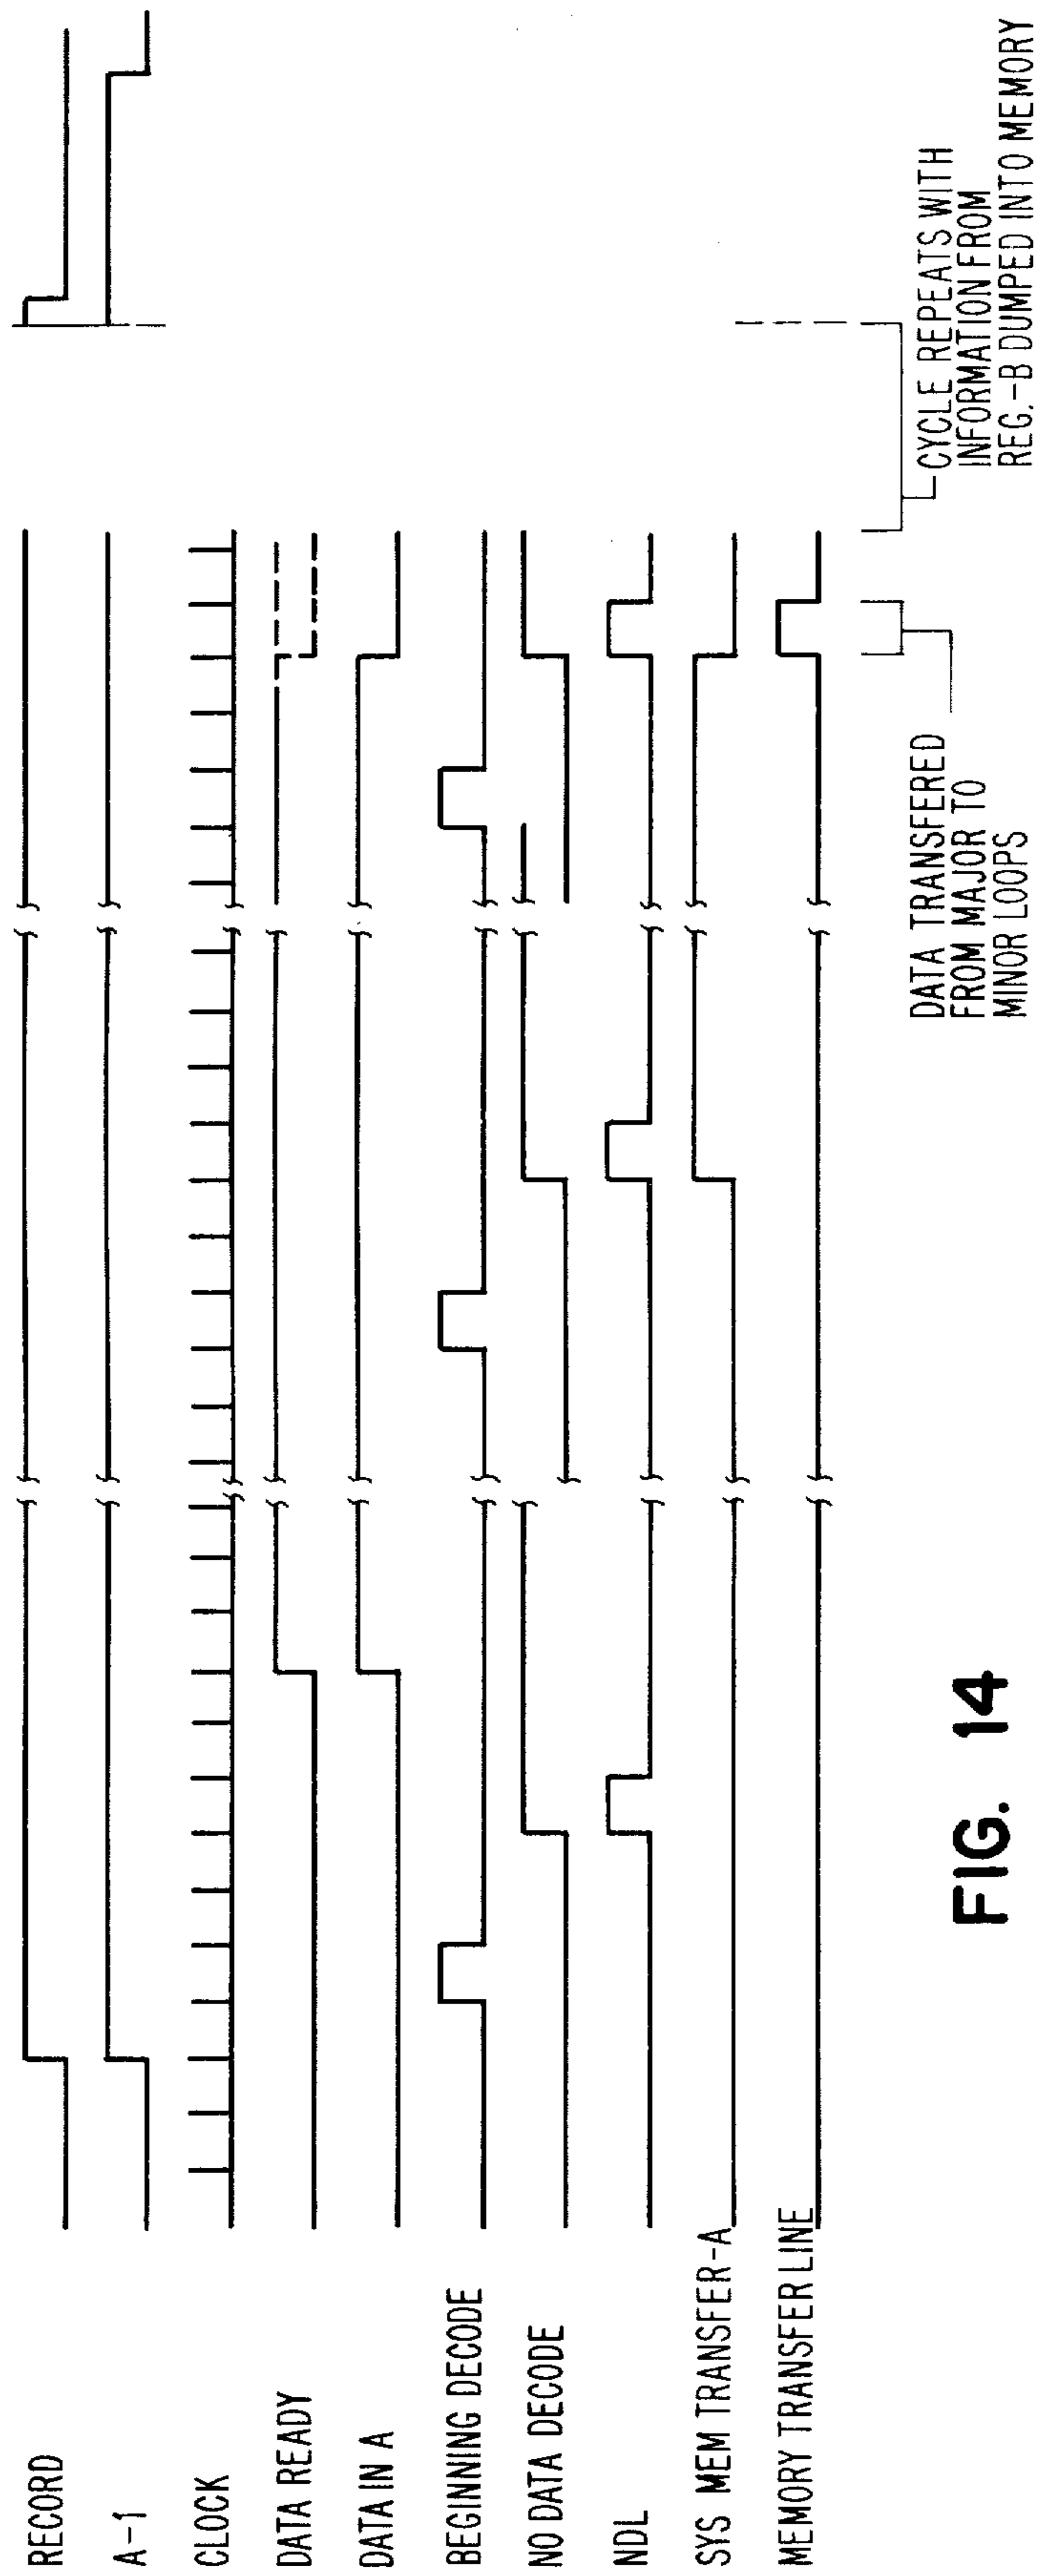 RECORD
A-1
CLOCK
DATA READY
DATA IN A
BEGINNING DECODE
NO DATA DECODE
NDL
SYS MEM TRANSFER-A
MEMORY TRANSFER LINE
DATA TRANSFERED
FROM MAJOR TO
MINOR LOOPS
CYCLE REPEATS WITH
INFORMATION FROM
REG.-B DUMPED INTO MEMORY
FIG. 14